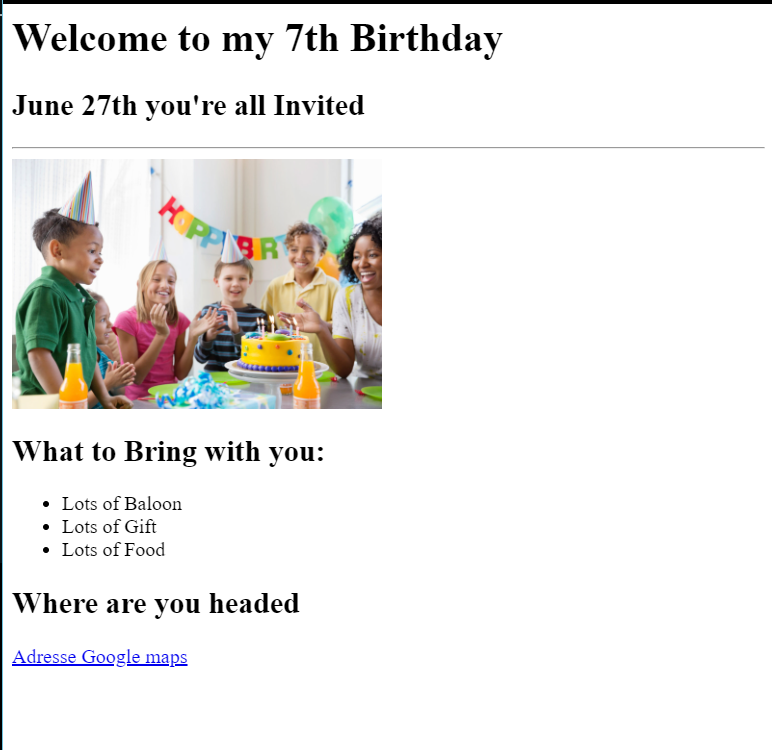 Welcome to my 7th Birthday
June 27th you're all Invited
HAPPY BIRT
What to Bring with you:
Lots of Baloon
Lots of Gift
Lots of Food
Where are you headed
Adresse Google maps